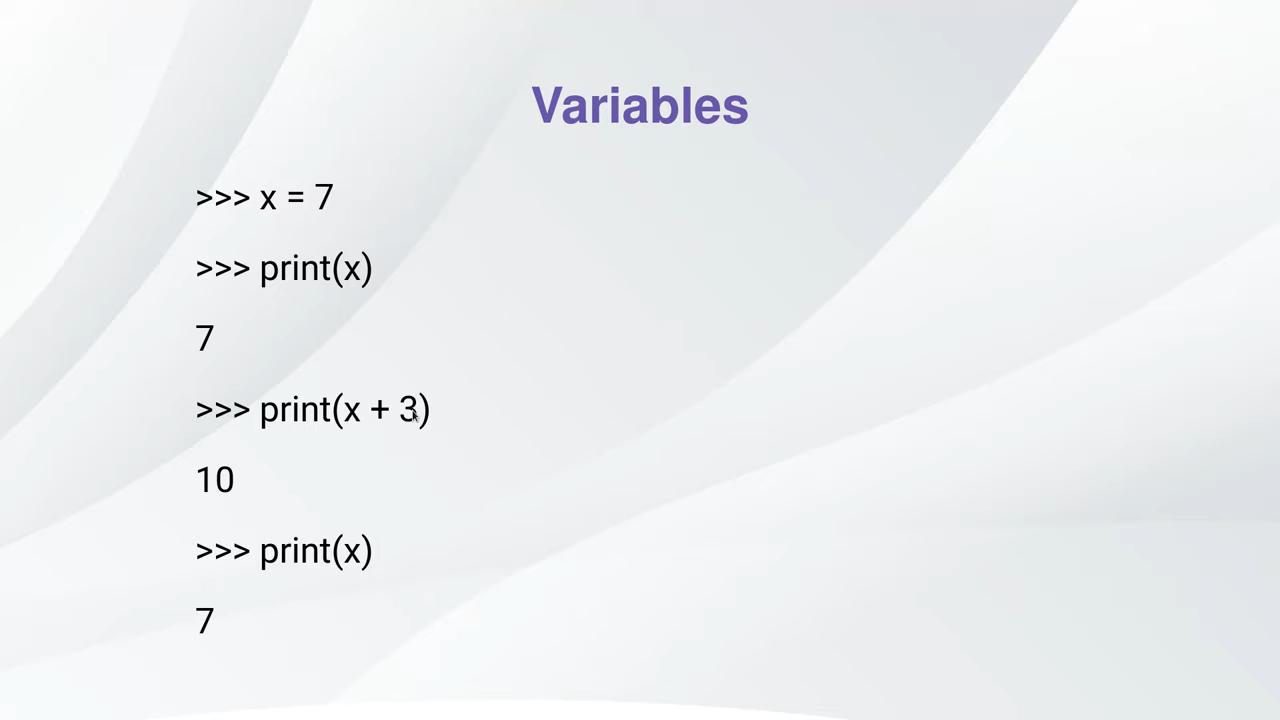 Variables
>>> x = 7
>>> print(x)
7
>>> print(x + 3)
10
>>> print(x)
7